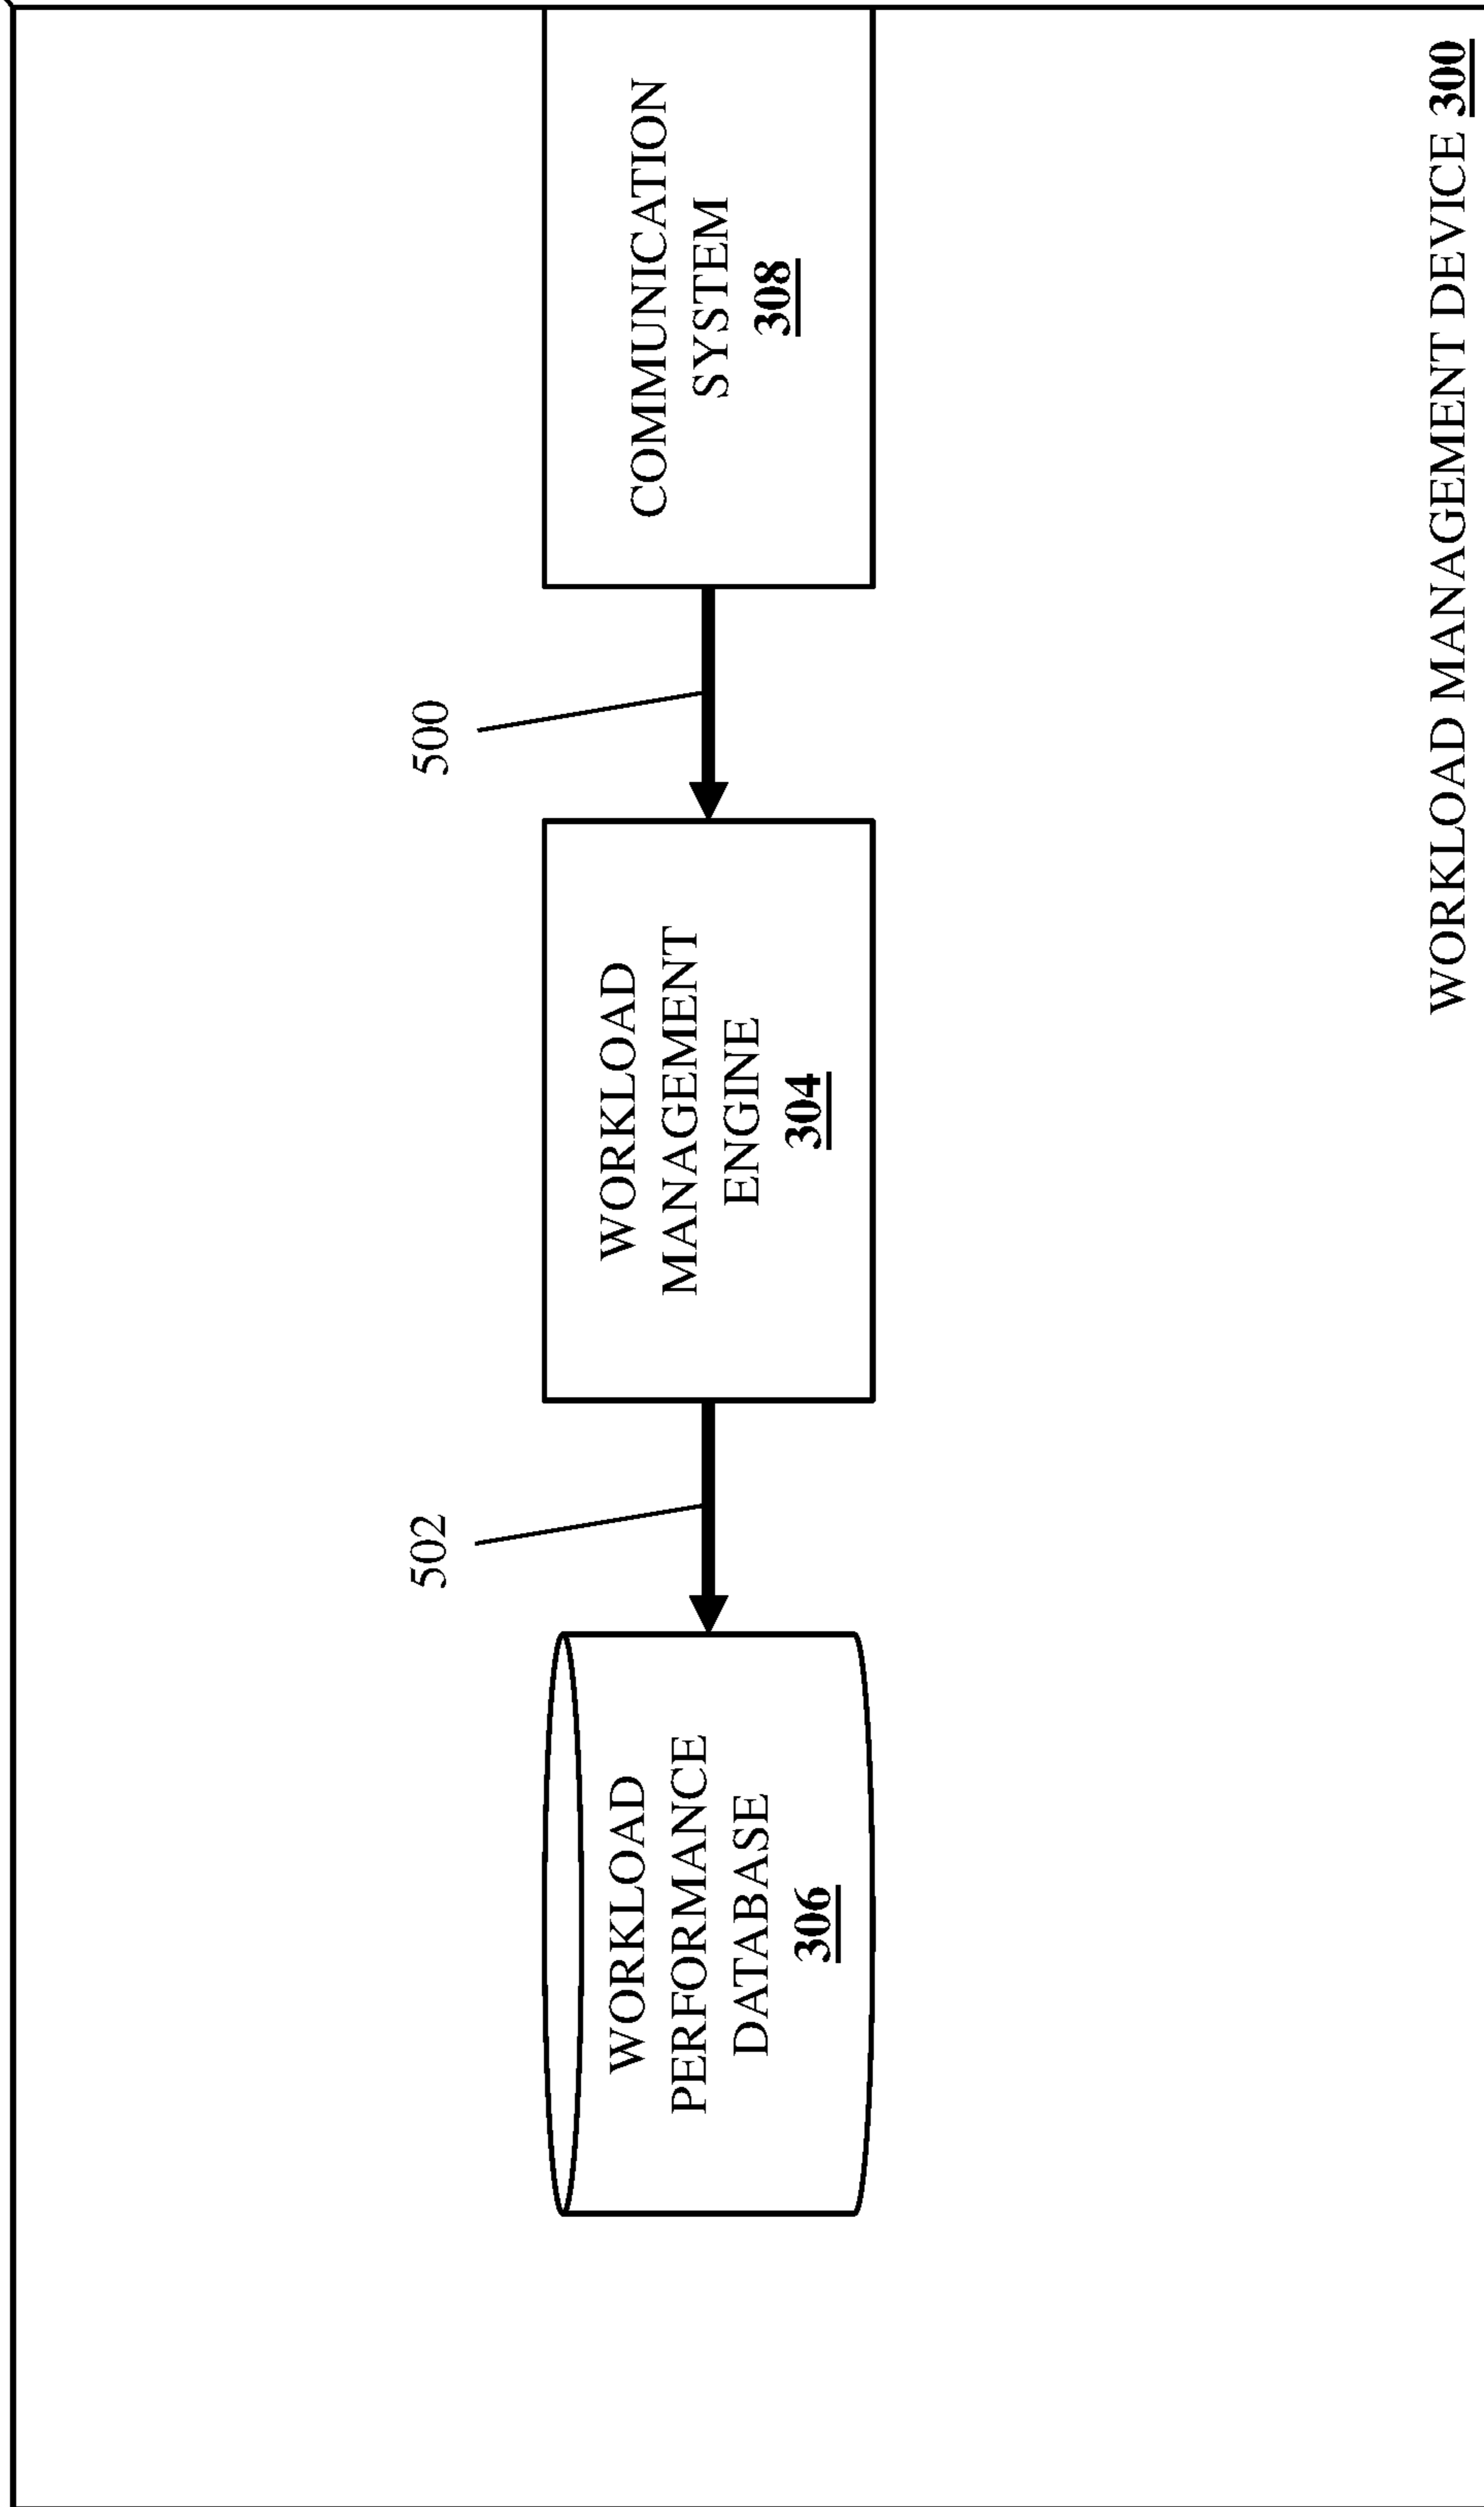 502
500
WORKLOAD
PERFORMANCE
DATABASE
306
WORKLOAD
MANAGEMENT
ENGINE
304
COMMUNICATION
SYSTEM
308
WORKLOAD MANAGEMENT DEVICE 300